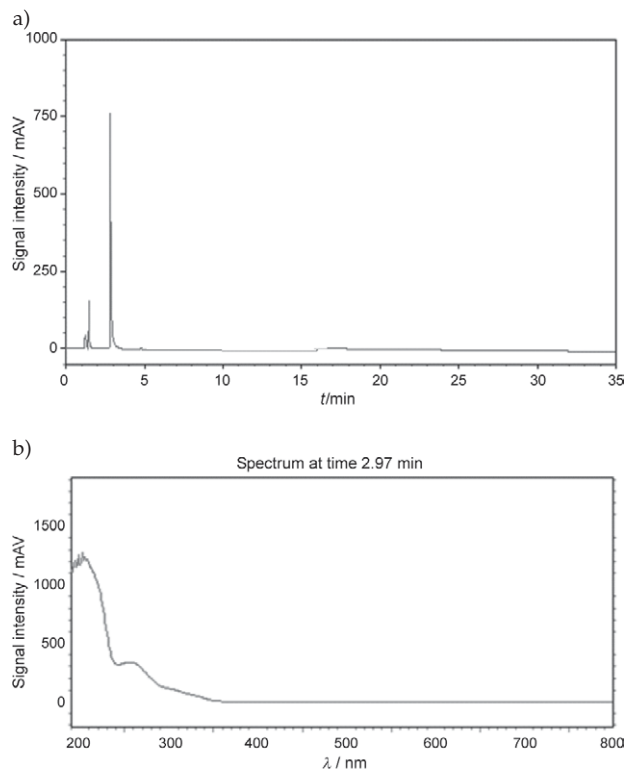 a)
1000
750
500
250
0
Signal intensity / mAV
0 5 10 15 20 25 30 35
t/min
b)
Spectrum at time 2.97 min
1500
1000
500
0
Signal intensity / mAV
200 300 400 500 600 700 800
λ / nm